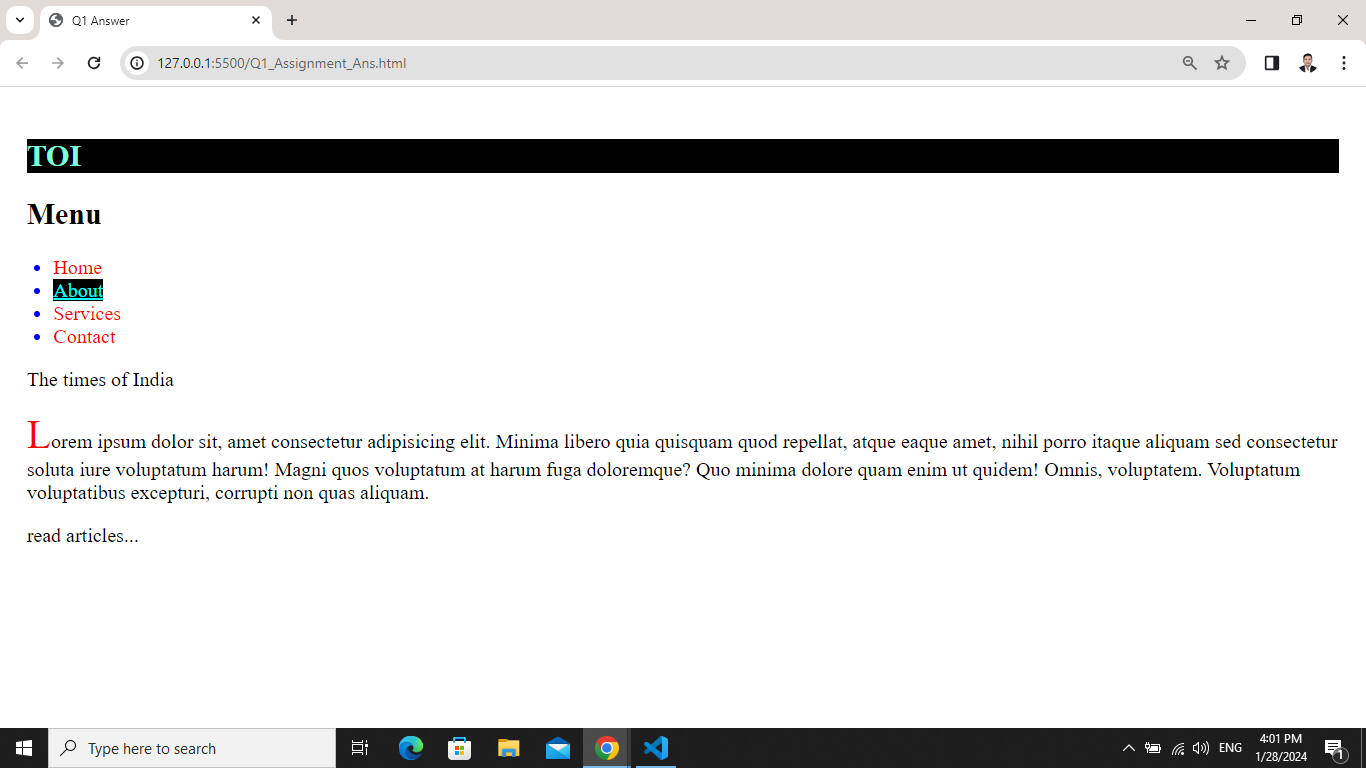 Q1 Answer
127.0.0.1:5500/Q1_Assignment_Ans.html
TOI
Menu
Home
About
Services
Contact
The times of India
Lorem ipsum dolor sit, amet consectetur adipisicing elit. Minima libero quia quisquam quod repellat, atque eaque amet, nihil porro itaque aliquam sed consectetur
soluta iure voluptatum harum! Magni quos voluptatum at harum fuga doloremque? Quo minima dolore quam enim ut quidem! Omnis, voluptatem. Voluptatum
voluptatibus excepturi, corrupti non quas aliquam.
read articles...
Type here to search
ENG
4:01 PM
1/28/2024
1